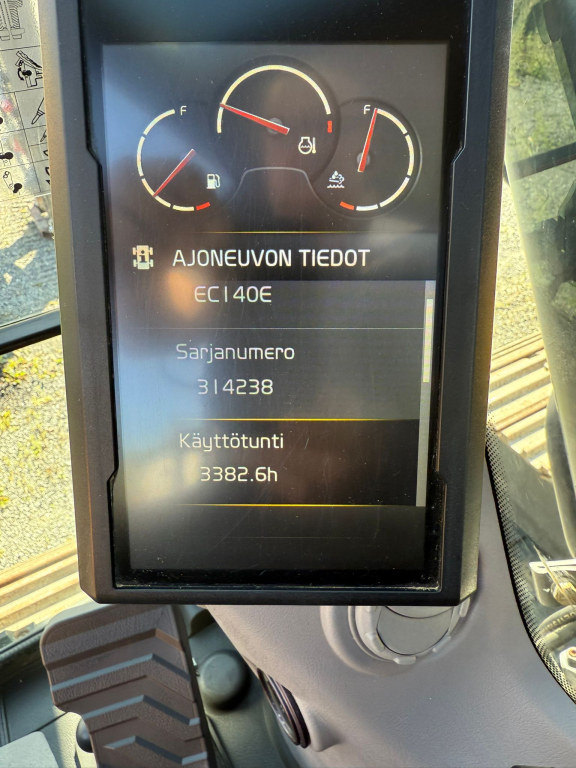 F
F
AJONEUVON TIEDOT
EC140E
Sarjanumero
314238
Käyttötunti
3382.6h